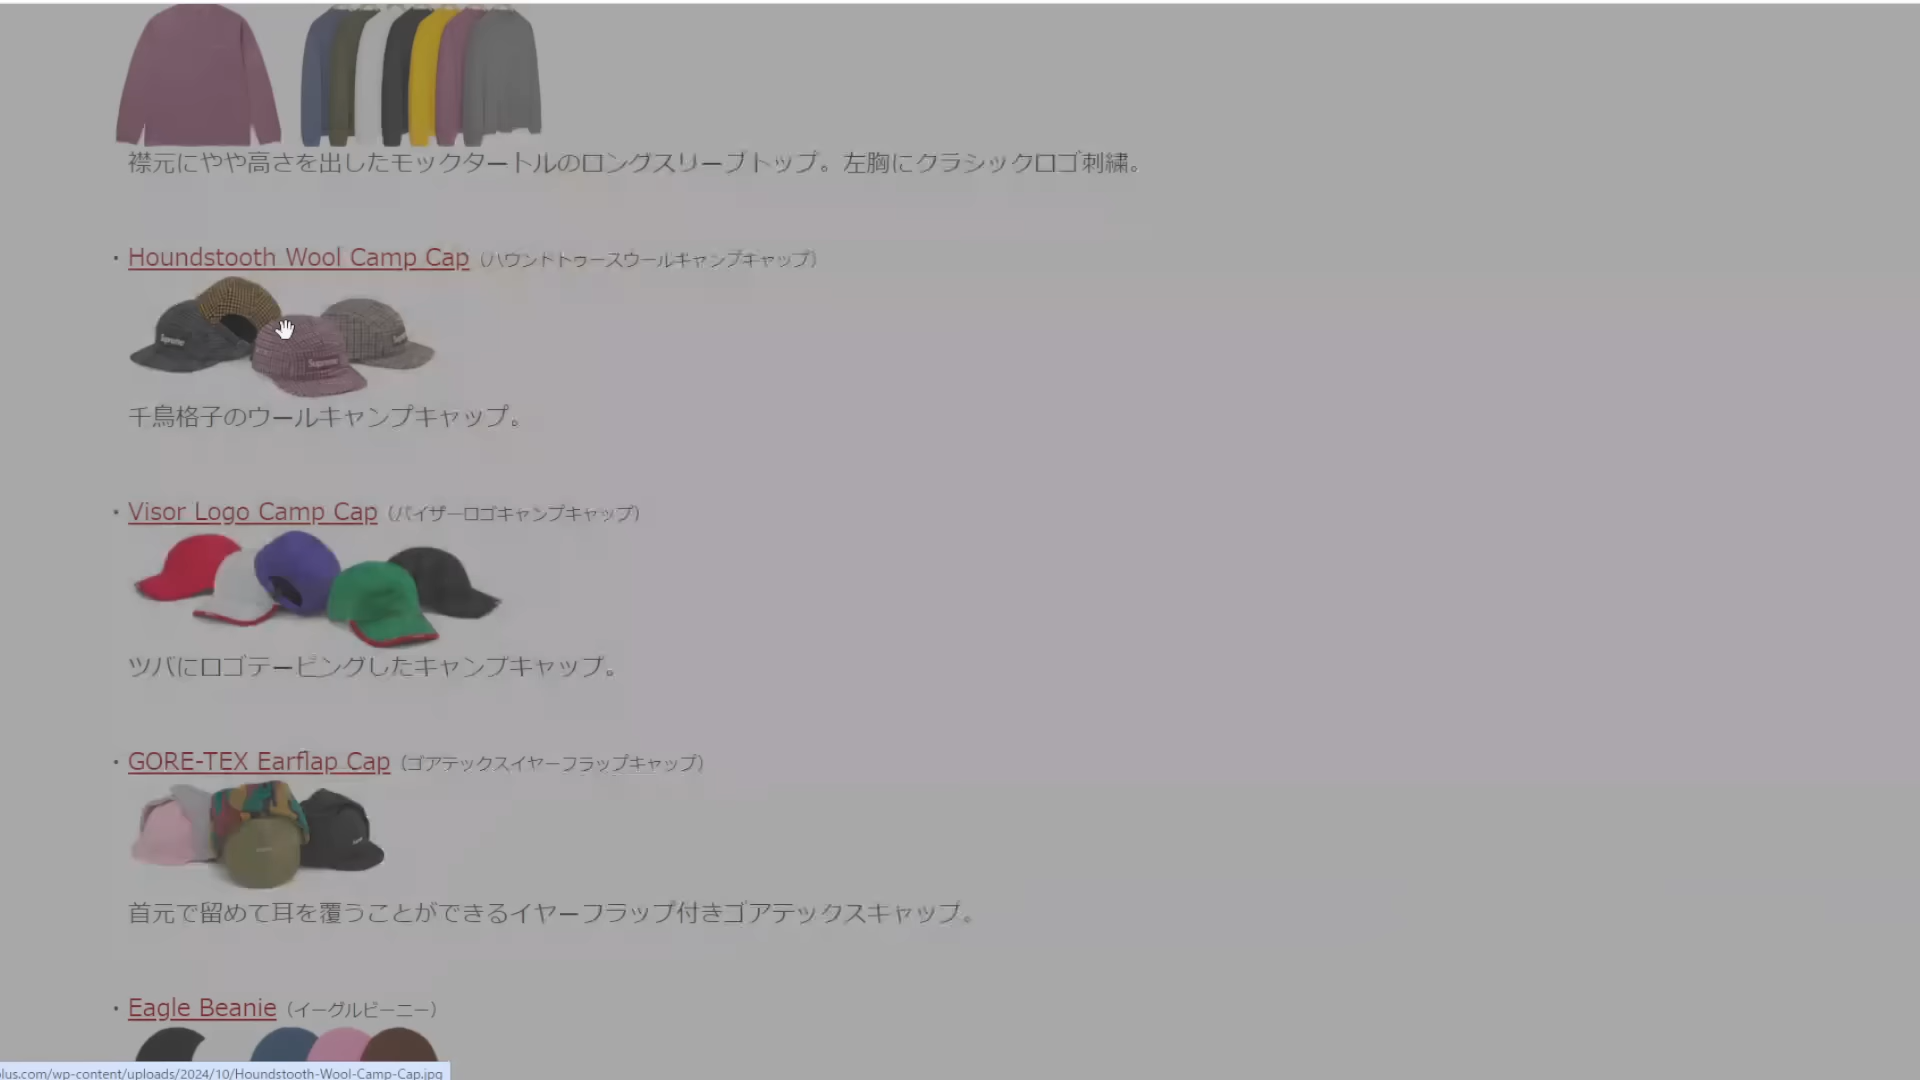 襟元にやや高さを出したモックタートルのロングスリーブトップ。左胸にクラシックロゴ刺繍。
・Houndstooth Wool Camp Cap（ハウンドトゥースウールキャンプキャップ）
Supreme Supreme
千鳥格子のウールキャンプキャップ。
・Visor Logo Camp Cap（バイザーロゴキャンプキャップ）
ツバにロゴテーピングしたキャンプキャップ。
・GORE-TEX Earflap Cap（ゴアテックスイヤーフラップキャップ）
首元で留めて耳を覆うことができるイヤーフラップ付きゴアテックスキャップ。
・Eagle Beanie（イーグルビーニー）
plus.com/wp-content/uploads/2024/10/Houndstooth-Wool-Camp-Cap.jpg